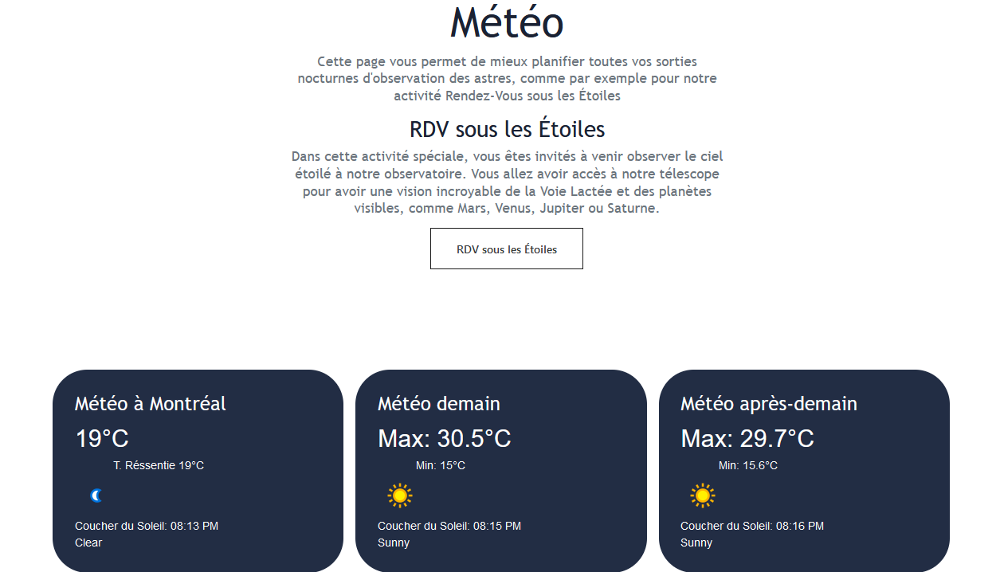 Météo
Cette page vous permet de mieux planifier toutes vos sorties
nocturnes d'observation des astres, comme par exemple pour notre
activité Rendez-Vous sous les Étoiles
RDV sous les Étoiles
Dans cette activité spéciale, vous êtes invités à venir observer le ciel
étoilé à notre observatoire. Vous allez avoir accès à notre télescope
pour avoir une vision incroyable de la Voie Lactée et des planètes
visibles, comme Mars, Venus, Jupiter ou Saturne.
RDV sous les Étoiles
Météo à Montréal
19°C
T. Réssentie 19°C
Coucher du Soleil: 08:13 PM
Clear
Météo demain
Max: 30.5°C
Min: 15°C
Coucher du Soleil: 08:15 PM
Sunny
Météo après-demain
Max: 29.7°C
Min: 15.6°C
Coucher du Soleil: 08:16 PM
Sunny